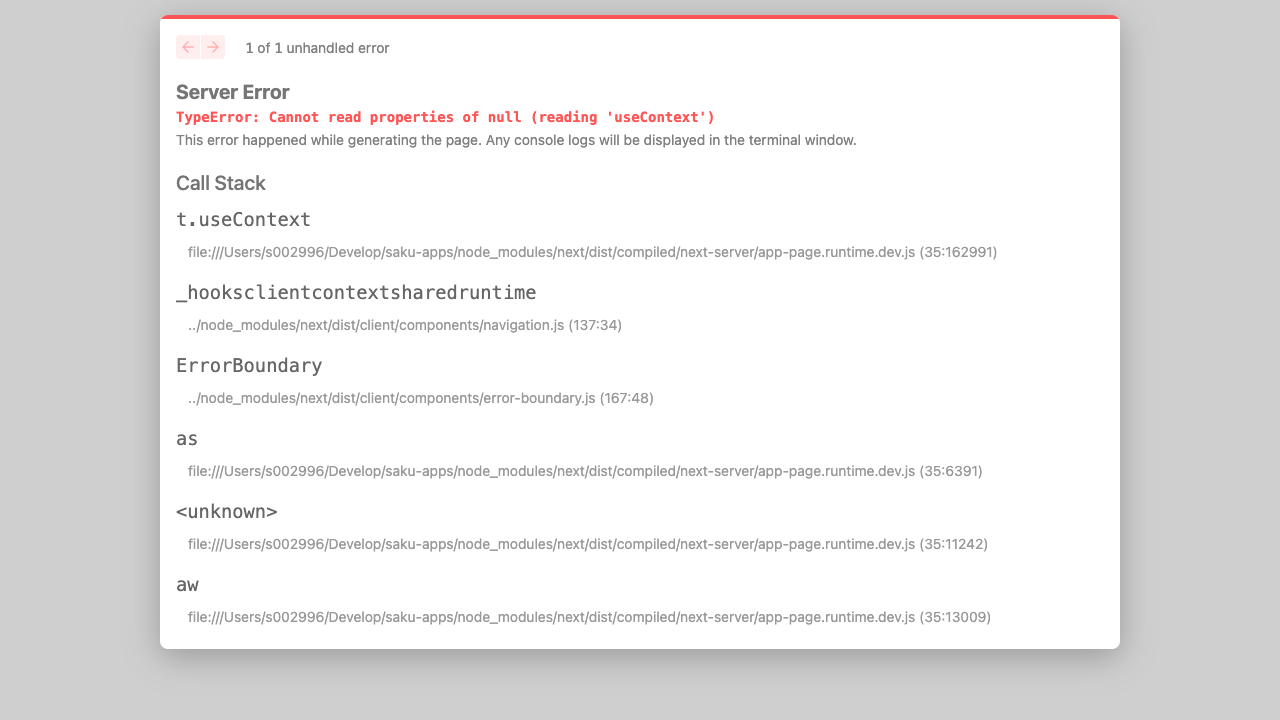 1 of 1 unhandled error
Server Error
TypeError: Cannot read properties of null (reading 'useContext')
This error happened while generating the page. Any console logs will be displayed in the terminal window.
Call Stack
t.useContext
file:///Users/s002996/Develop/saku-apps/node_modules/next/dist/compiled/next-server/app-page.runtime.dev.js (35:162991)
_hooksclientcontextsharedruntime
../node_modules/next/dist/client/components/navigation.js (137:34)
ErrorBoundary
../node_modules/next/dist/client/components/error-boundary.js (167:48)
as
file:///Users/s002996/Develop/saku-apps/node_modules/next/dist/compiled/next-server/app-page.runtime.dev.js (35:6391)
<unknown>
file:///Users/s002996/Develop/saku-apps/node_modules/next/dist/compiled/next-server/app-page.runtime.dev.js (35:11242)
aw
file:///Users/s002996/Develop/saku-apps/node_modules/next/dist/compiled/next-server/app-page.runtime.dev.js (35:13009)